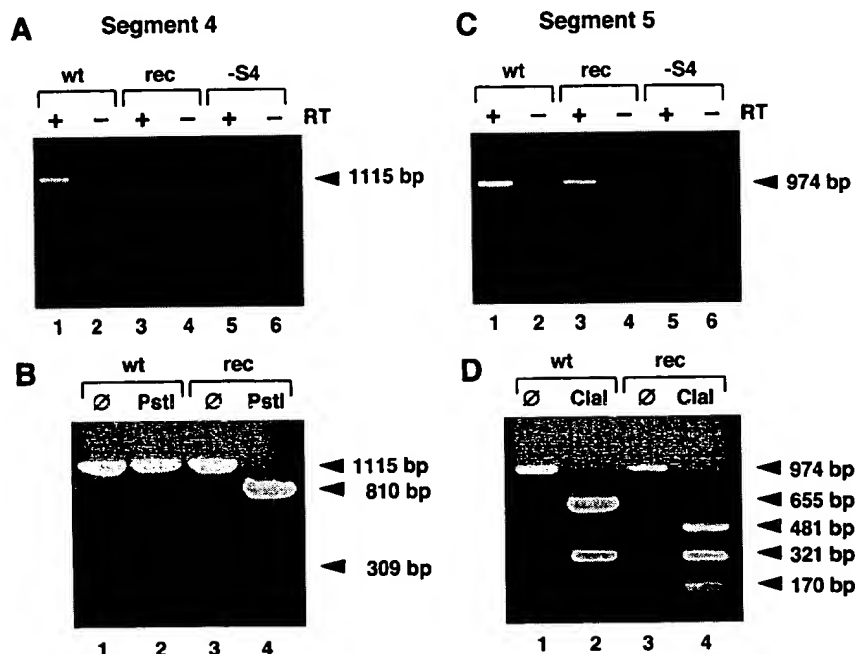 A Segment 4
wt rec -S4
+ − + − + − RT
1115 bp
1 2 3 4 5 6
C Segment 5
wt rec -S4
+ − + − + − RT
974 bp
1 2 3 4 5 6
B wt rec
Ø PstI Ø PstI
1115 bp
810 bp
309 bp
1 2 3 4
D wt rec
Ø ClaI Ø ClaI
974 bp
655 bp
481 bp
321 bp
170 bp
1 2 3 4